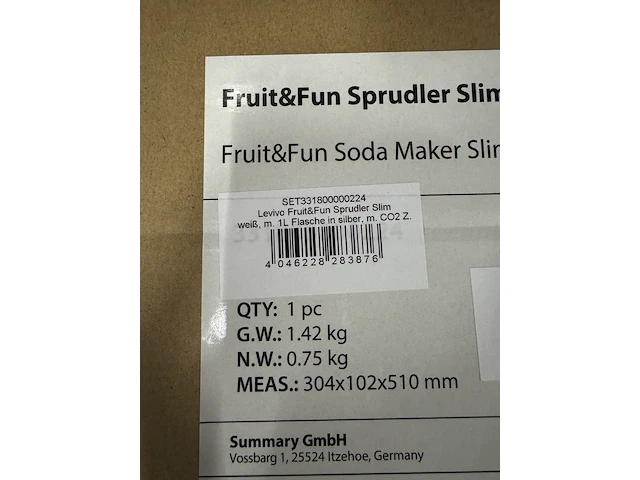 Fruit&Fun Sprudler Slim
Fruit&Fun Soda Maker Slim
SET331800000224
Levivo Fruit&Fun Sprudler Slim
weiß, m. 1L Flasche in silber, m. CO2 Z.
4 046228 283876
QTY: 1 pc
G.W.: 1.42 kg
N.W.: 0.75 kg
MEAS.: 304x102x510 mm
Summary GmbH
Vossbarg 1, 25524 Itzehoe, Germany